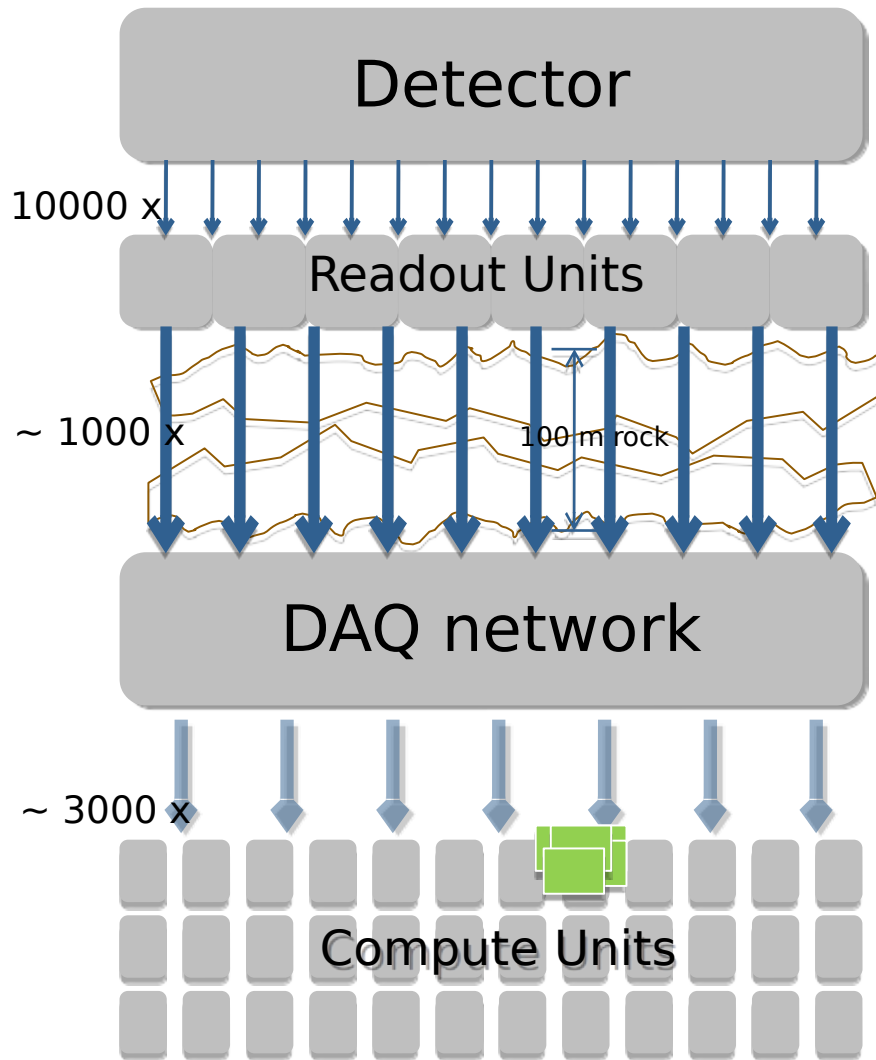 Detector
10000 x
Readout Units
~ 1000 x
100 m rock
DAQ network
~ 3000 x
Compute Units